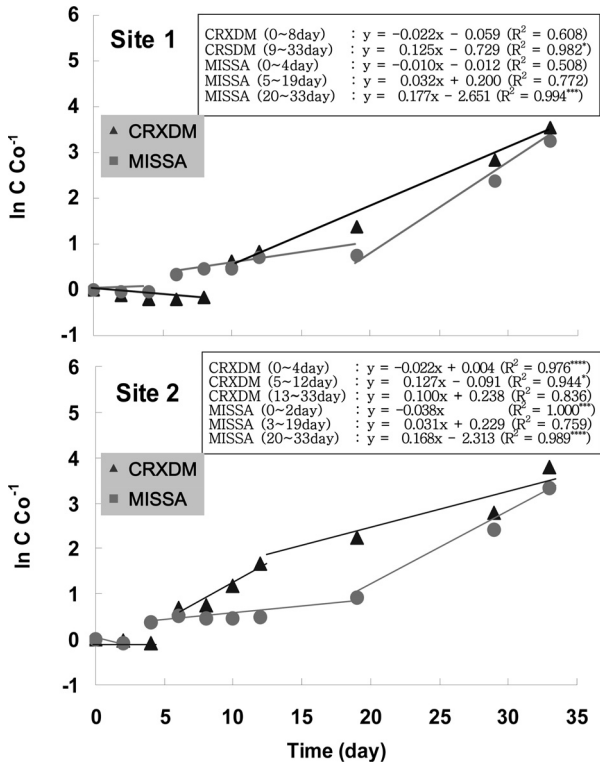 Site 1
CRXDM (0~8day) : y = -0.022x - 0.059 (R² = 0.608)
CRSDM (9~33day) : y = 0.125x - 0.729 (R² = 0.982*)
MISSA (0~4day) : y = -0.010x - 0.012 (R² = 0.508)
MISSA (5~19day) : y = 0.032x + 0.200 (R² = 0.772)
MISSA (20~33day) : y = 0.177x - 2.651 (R² = 0.994***)
CRXDM
MISSA
ln C Co⁻¹
6
5
4
3
2
1
0
-1
Site 2
CRXDM (0~4day) : y = -0.022x + 0.004 (R² = 0.976****)
CRXDM (5~12day) : y = 0.127x - 0.091 (R² = 0.944*)
CRXDM (13~33day) : y = 0.100x + 0.238 (R² = 0.836)
MISSA (0~2day) : y = -0.038x (R² = 1.000***)
MISSA (3~19day) : y = 0.031x + 0.229 (R² = 0.759)
MISSA (20~33day) : y = 0.168x - 2.313 (R² = 0.989****)
CRXDM
MISSA
ln C Co⁻¹
6
5
4
3
2
1
0
-1
0 5 10 15 20 25 30 35
Time (day)